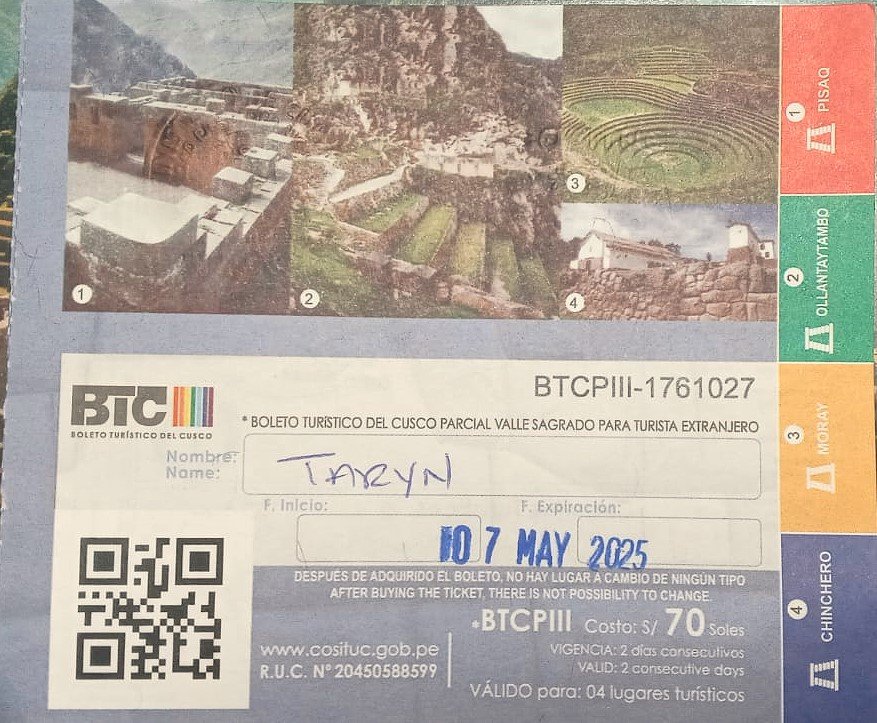 1
2
3
4
1 PISAQ
2 OLLANTAYTAMBO
3 MORAY
4 CHINCHERO
BTC
BOLETO TURÍSTICO DEL CUSCO
BTCPIII-1761027
* BOLETO TURÍSTICO DEL CUSCO PARCIAL VALLE SAGRADO PARA TURISTA EXTRANJERO
Nombre:
Name:
TARYN
F. Inicio:
F. Expiración:
07 MAY 2025
DESPUÉS DE ADQUIRIDO EL BOLETO, NO HAY LUGAR A CAMBIO DE NINGÚN TIPO
AFTER BUYING THE TICKET, THERE IS NOT POSSIBILITY TO CHANGE.
*BTCPIII Costo: S/ 70 Soles
VIGENCIA: 2 días consecutivos
VALID: 2 consecutive days
VÁLIDO para: 04 lugares turísticos
www.cosituc.gob.pe
R.U.C. N° 20450588599